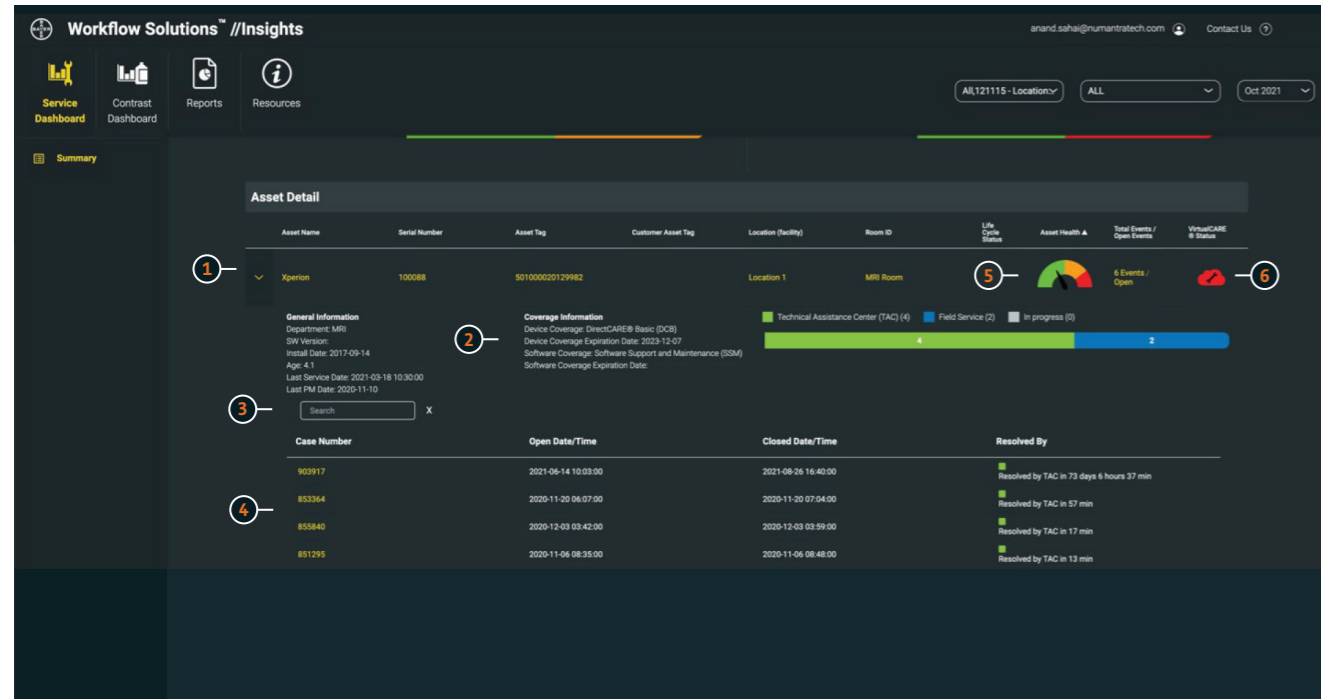 Workflow Solutions™ //Insights
anand.sahai@numantratech.com
Contact Us ?
BAYER
Service Dashboard
Contrast Dashboard
Reports
Resources
All,121115 - Location
ALL
Oct 2021
Summary
Asset Detail
Asset Name Serial Number Asset Tag Customer Asset Tag Location (facility) Room ID Life Cycle Status Asset Health ▲ Total Events / Open Events VirtualCARE ® Status
1
Xperion 100088 501000020129982 Location 1 MRI Room 5 6 Events / Open 6
General Information
Department: MRI
SW Version:
Install Date: 2017-09-14
Age: 4.1
Last Service Date: 2021-03-18 10:30:00
Last PM Date: 2020-11-10
2
Coverage Information
Device Coverage: DirectCARE® Basic (DCB)
Device Coverage Expiration Date: 2023-12-07
Software Coverage: Software Support and Maintenance (SSM)
Software Coverage Expiration Date:
Technical Assistance Center (TAC) (4) Field Service (2) In progress (0)
4 2
3
Search X
Case Number Open Date/Time Closed Date/Time Resolved By
903917 2021-06-14 10:03:00 2021-08-26 16:40:00 Resolved by TAC in 73 days 6 hours 37 min
4
853364 2020-11-20 06:07:00 2020-11-20 07:04:00 Resolved by TAC in 57 min
855840 2020-12-03 03:42:00 2020-12-03 03:59:00 Resolved by TAC in 17 min
851295 2020-11-06 08:35:00 2020-11-06 08:48:00 Resolved by TAC in 13 min